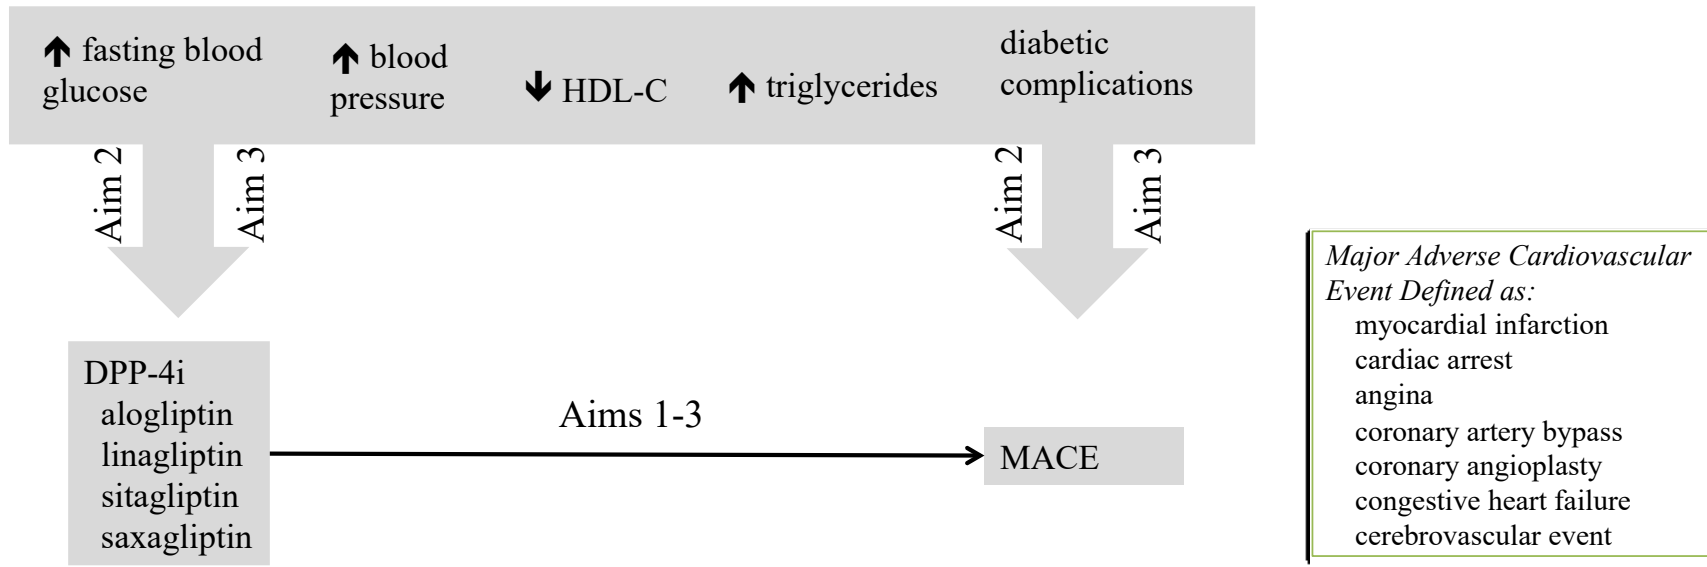 ↑ fasting blood
glucose
↑ blood
pressure
↓ HDL-C
↑ triglycerides
diabetic
complications
Aim 2
Aim 3
Aim 2
Aim 3
DPP-4i
alogliptin
linagliptin
sitagliptin
saxagliptin
Aims 1-3
MACE
Major Adverse Cardiovascular
Event Defined as:
myocardial infarction
cardiac arrest
angina
coronary artery bypass
coronary angioplasty
congestive heart failure
cerebrovascular event